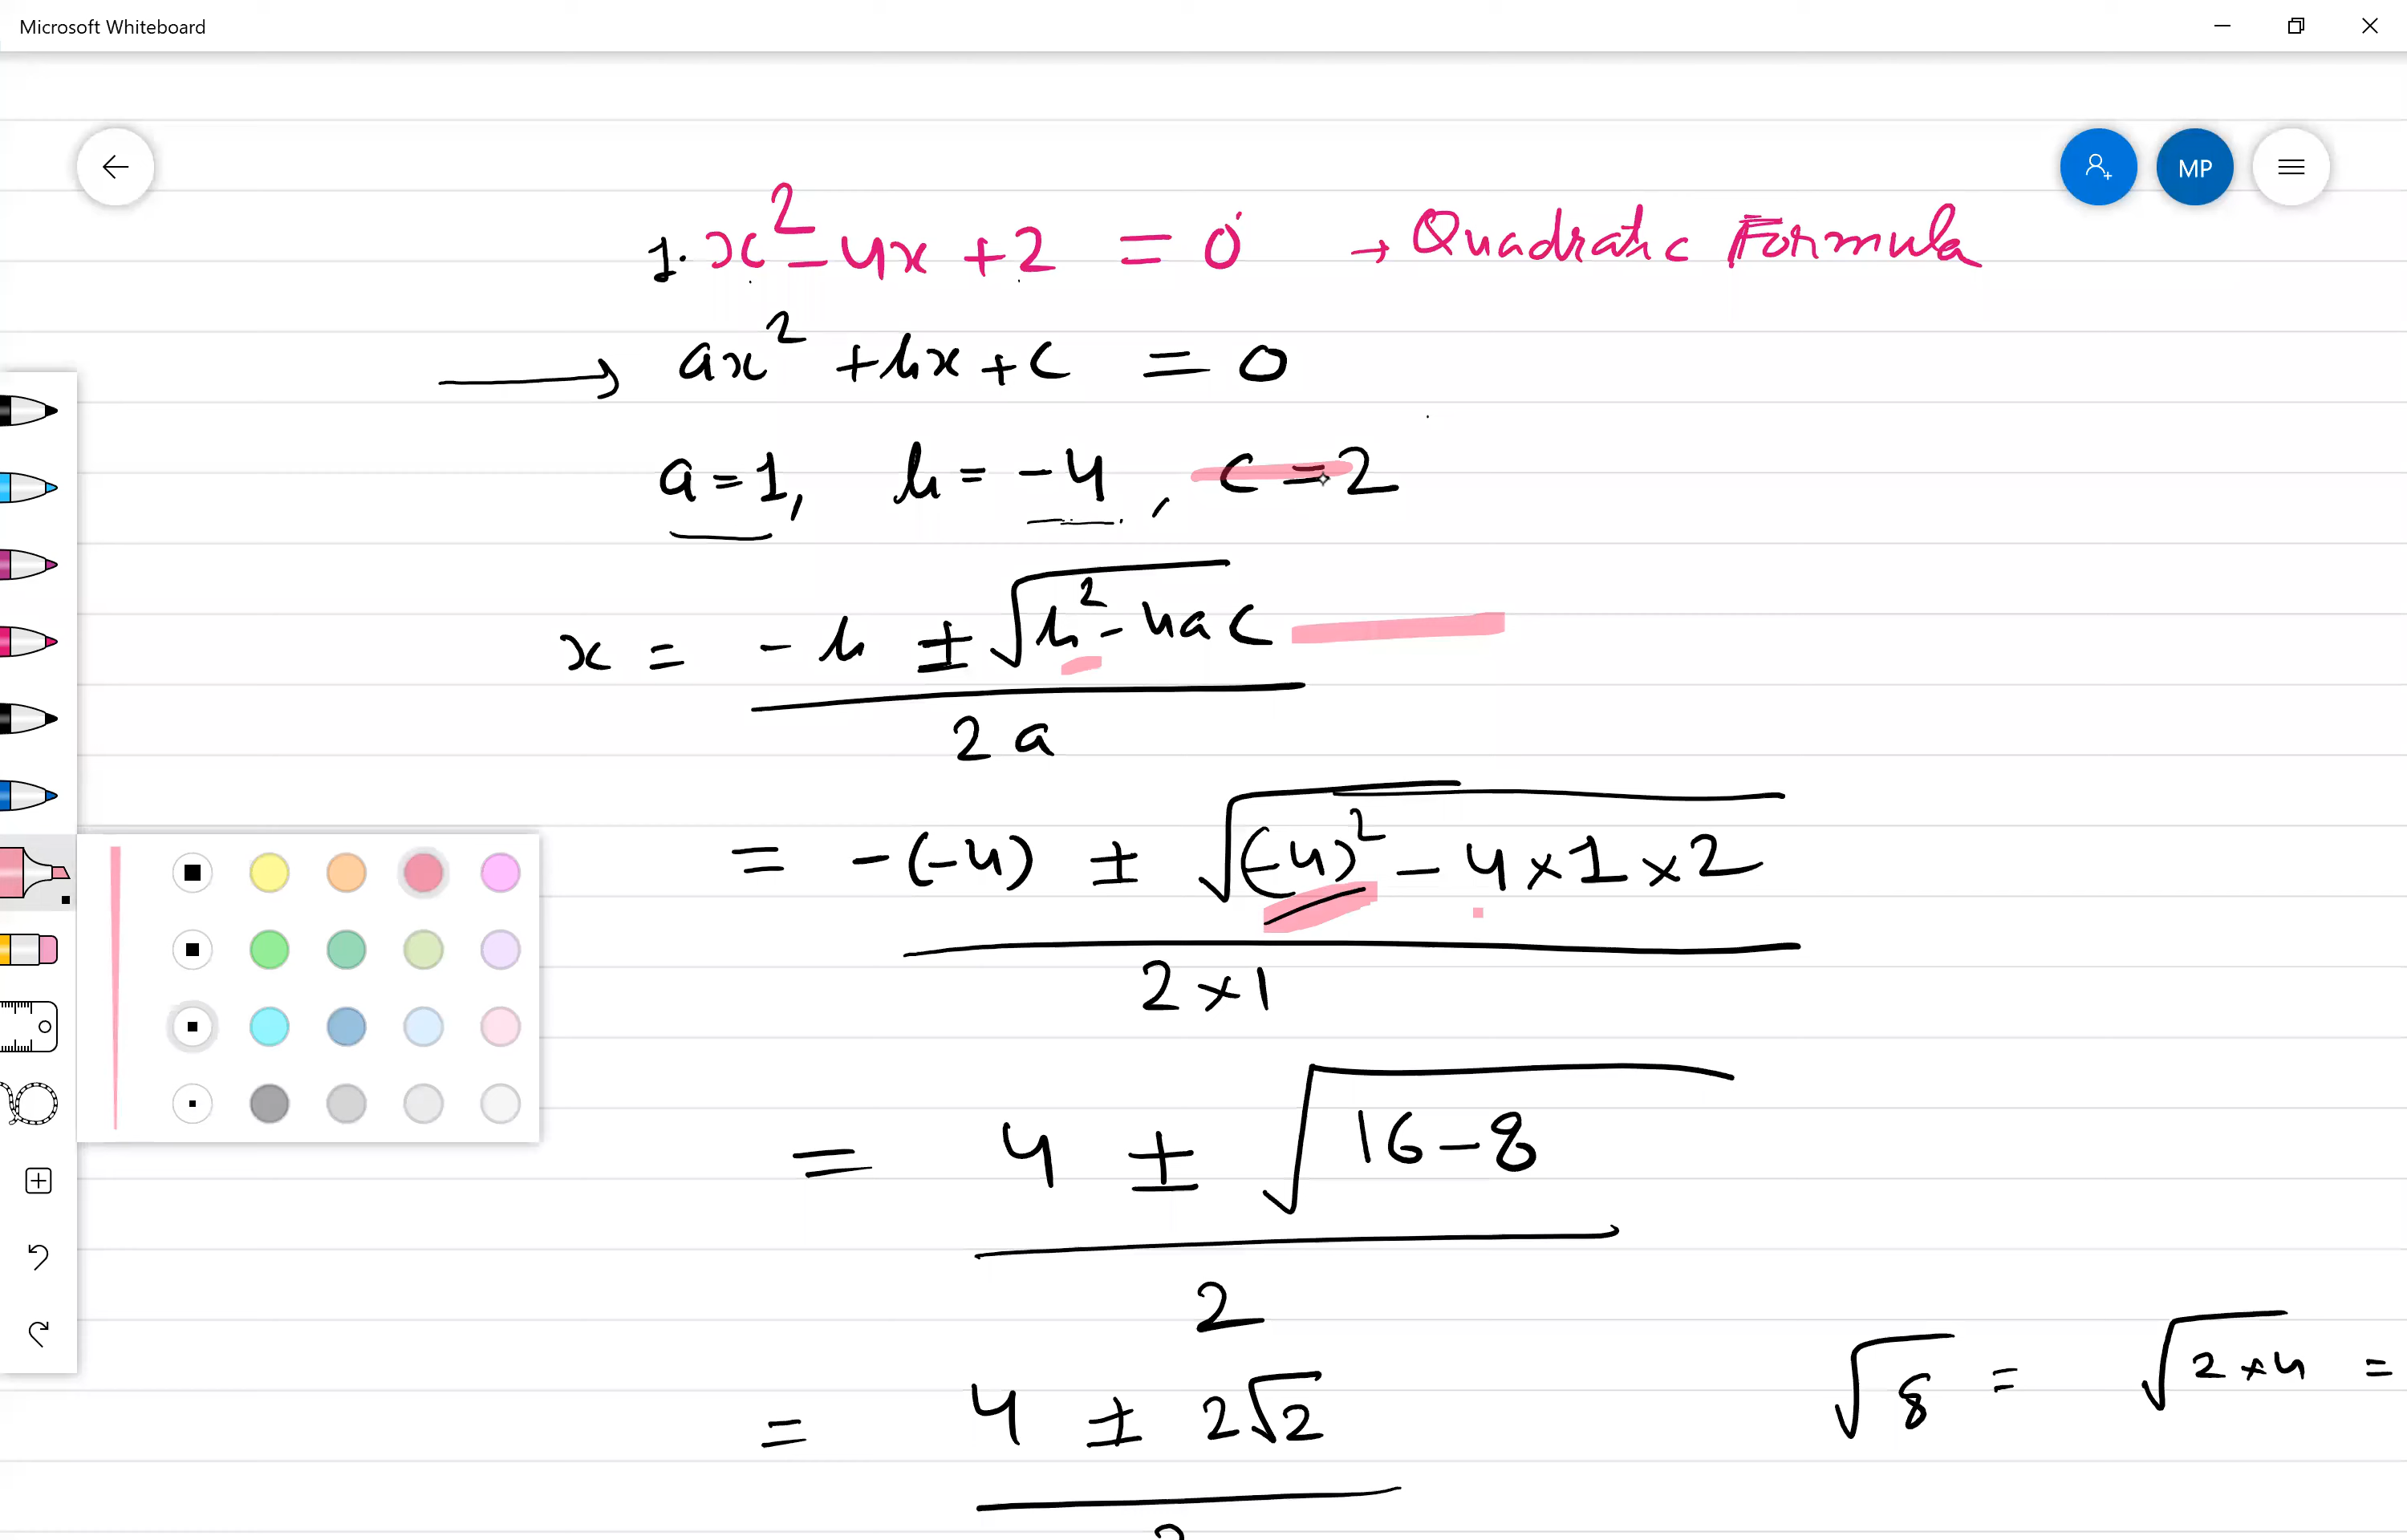 Microsoft Whiteboard
MP
1. x² - 4x + 2 = 0 → Quadratic Formula
→ ax² + bx + c = 0
a = 1, b = -4, c = 2
x = -b ± √(b² - 4ac)
2a
= -(-4) ± √((-4)² - 4 × 1 × 2)
2 × 1
= 4 ± √(16 - 8)
2
= 4 ± 2√2
√8 = √(2 × 4) =